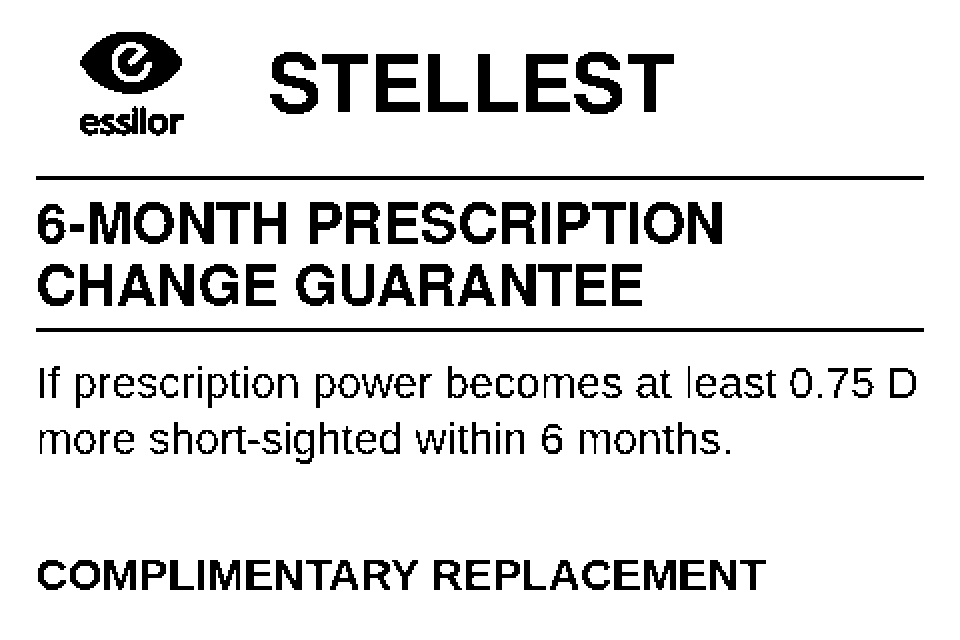 essilor
STELLEST
6-MONTH PRESCRIPTION
CHANGE GUARANTEE
If prescription power becomes at least 0.75 D
more short-sighted within 6 months.
COMPLIMENTARY REPLACEMENT